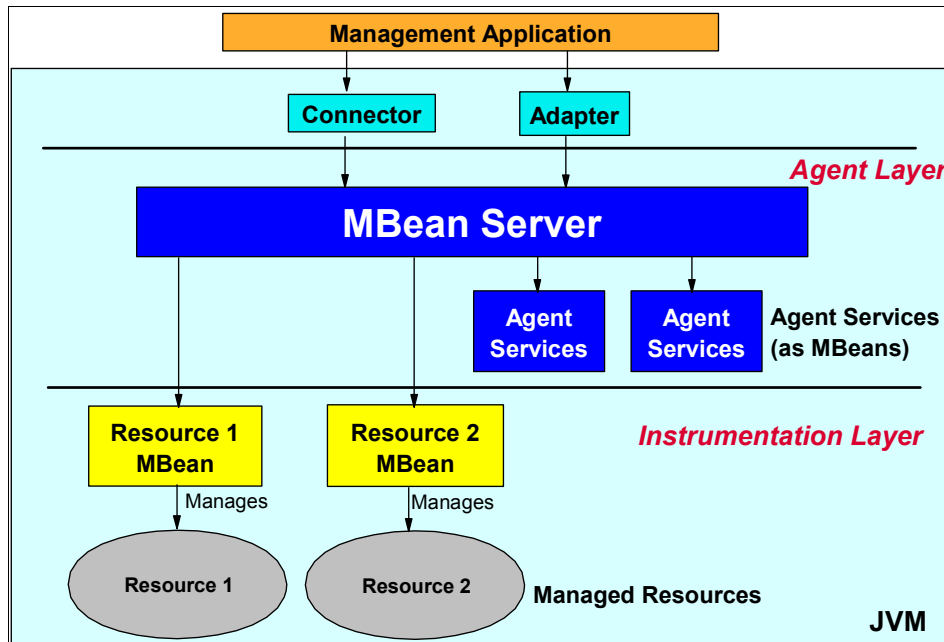 Management Application
Connector
Adapter
Agent Layer
MBean Server
Agent
Services
Agent
Services
Agent Services
(as MBeans)
Resource 1
MBean
Resource 2
MBean
Instrumentation Layer
Manages
Manages
Resource 1
Resource 2
Managed Resources
JVM